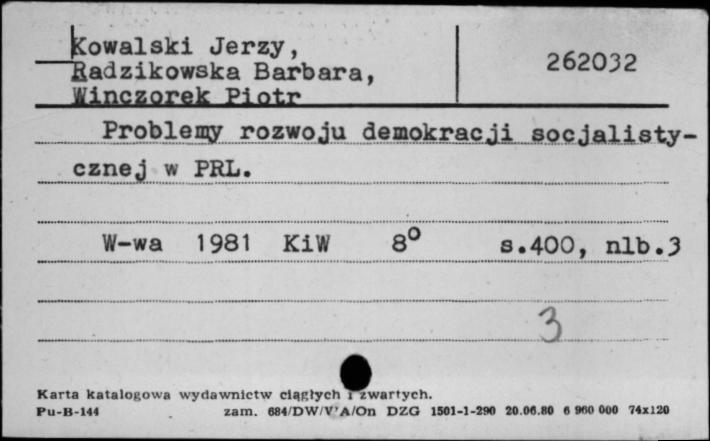 Kowalski Jerzy,
Radzikowska Barbara,
Winczorek Piotr
262032
Problemy rozwoju demokracji socjalisty-
cznej w PRL.
W-wa 1981 KiW 8° s.400, nlb.3
3
Karta katalogowa wydawnictw ciągłych i zwartych.
Pu-B-144 zam. 684/DW/V'A/On DZG 1501-1-290 20.06.80 6 960 000 74x120